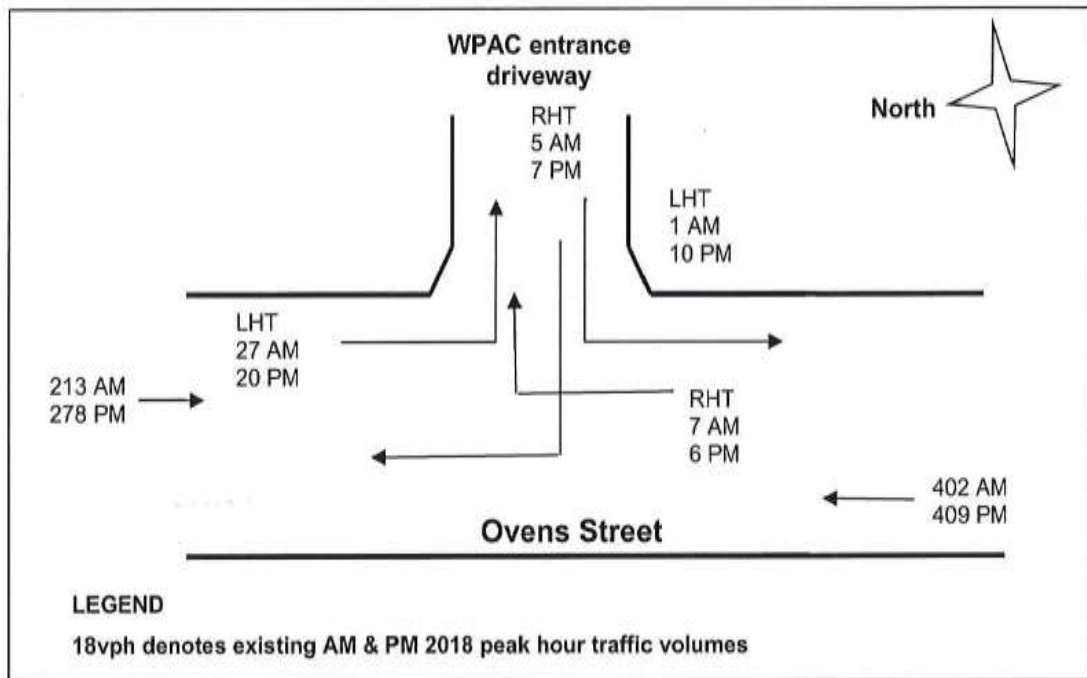 WPAC entrance
driveway
North
RHT
5 AM
7 PM
LHT
1 AM
10 PM
LHT
27 AM
20 PM
213 AM
278 PM
RHT
7 AM
6 PM
402 AM
409 PM
Ovens Street
LEGEND
18vph denotes existing AM & PM 2018 peak hour traffic volumes